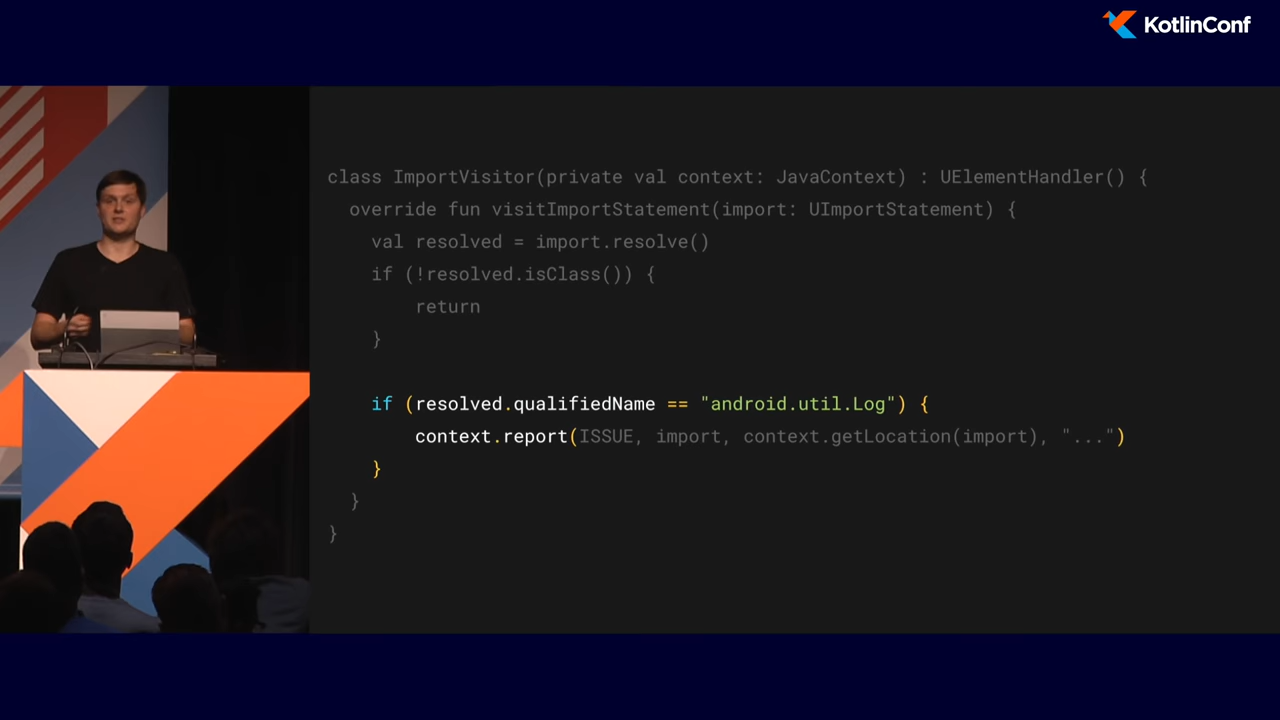 KotlinConf
class ImportVisitor(private val context: JavaContext) : UElementHandler() {
override fun visitImportStatement(import: UImportStatement) {
val resolved = import.resolve()
if (!resolved.isClass()) {
return
}
if (resolved.qualifiedName == "android.util.Log") {
context.report(ISSUE, import, context.getLocation(import), "...")
}
}
}